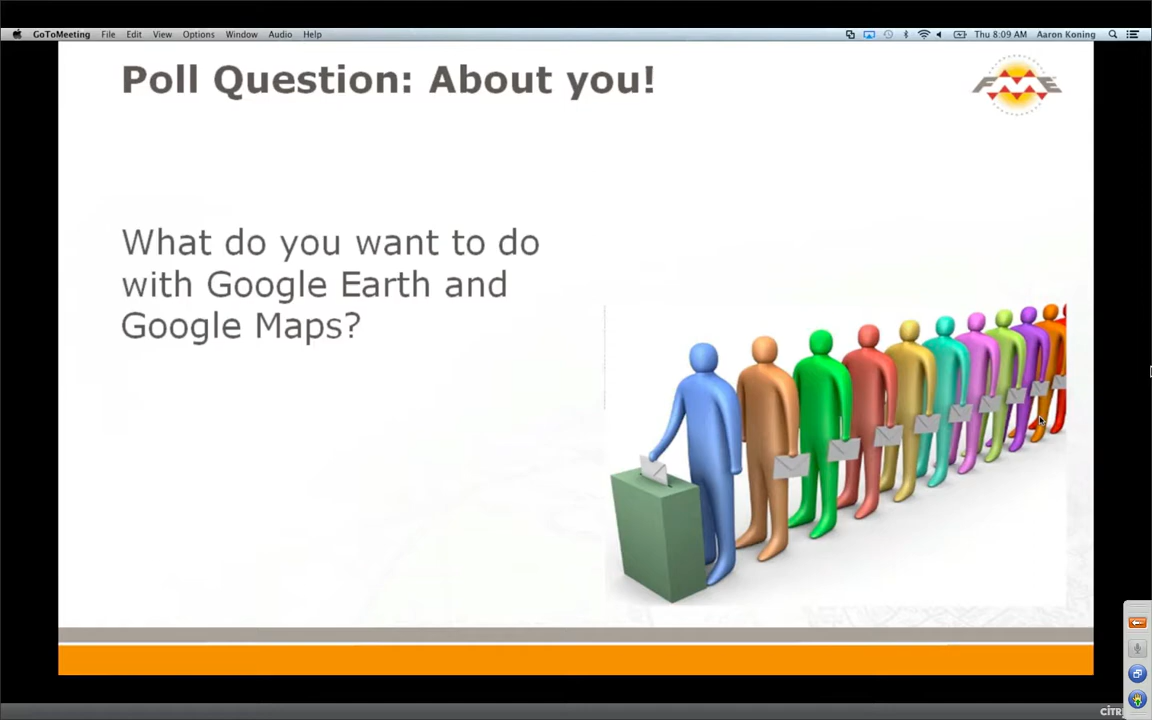 GoToMeeting File Edit View Options Window Audio Help Thu 8:09 AM Aaron Koning
Poll Question: About you!
FME
What do you want to do
with Google Earth and
Google Maps?